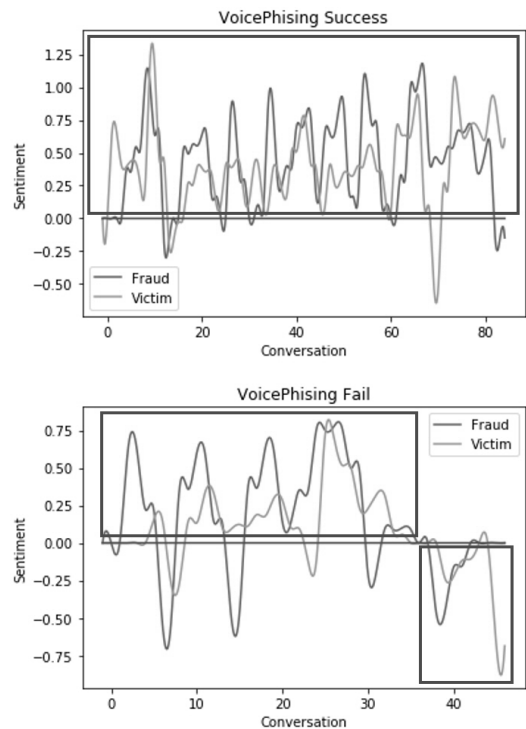 VoicePhising Success
Sentiment
1.25
1.00
0.75
0.50
0.25
0.00
−0.25
−0.50
Fraud
Victim
0
20
40
60
80
Conversation
VoicePhising Fail
Sentiment
0.75
0.50
0.25
0.00
−0.25
−0.50
−0.75
Fraud
Victim
0
10
20
30
40
Conversation